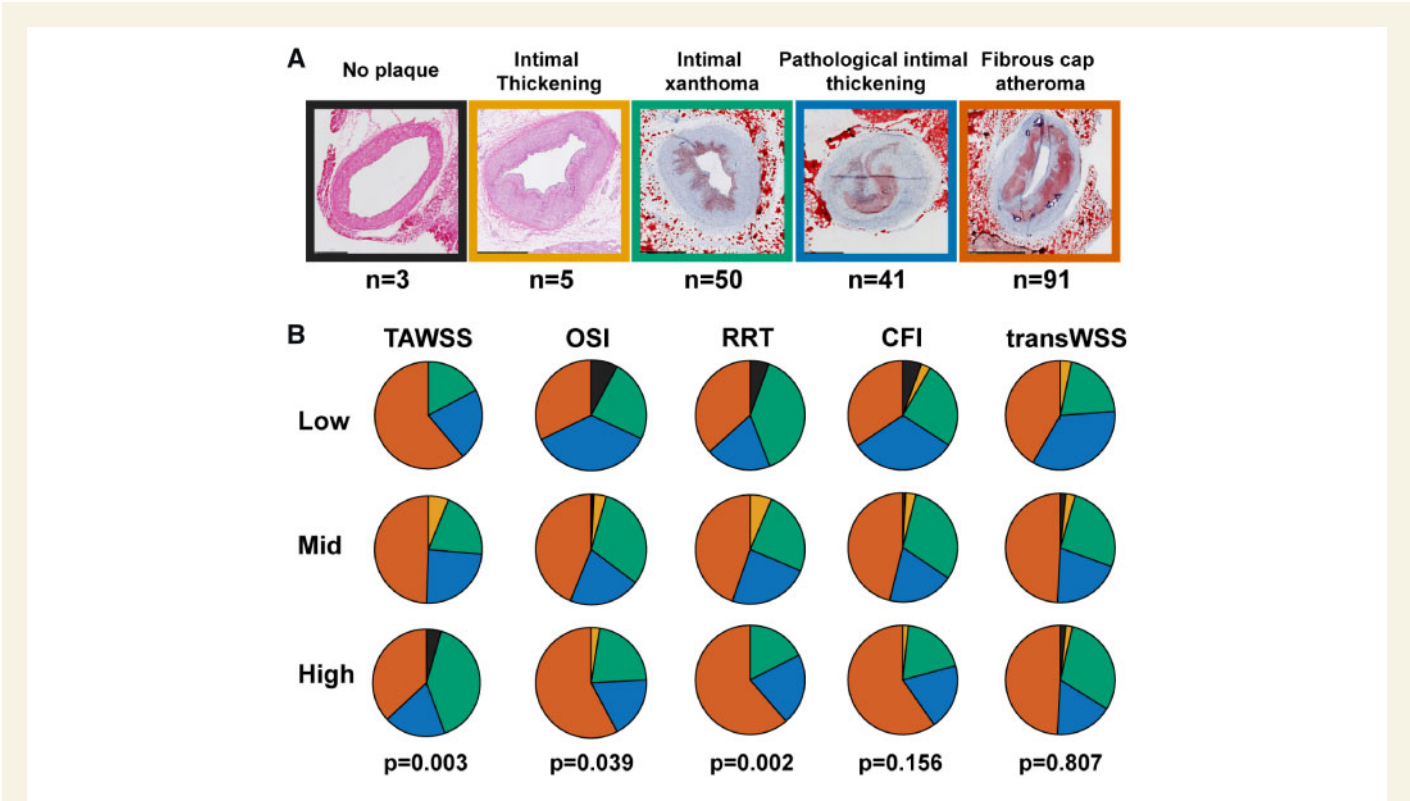 A
No plaque
Intimal
Thickening
Intimal
xanthoma
Pathological intimal
thickening
Fibrous cap
atheroma
n=3 n=5 n=50 n=41 n=91
B
TAWSS OSI RRT CFI transWSS
Low
Mid
High
p=0.003 p=0.039 p=0.002 p=0.156 p=0.807